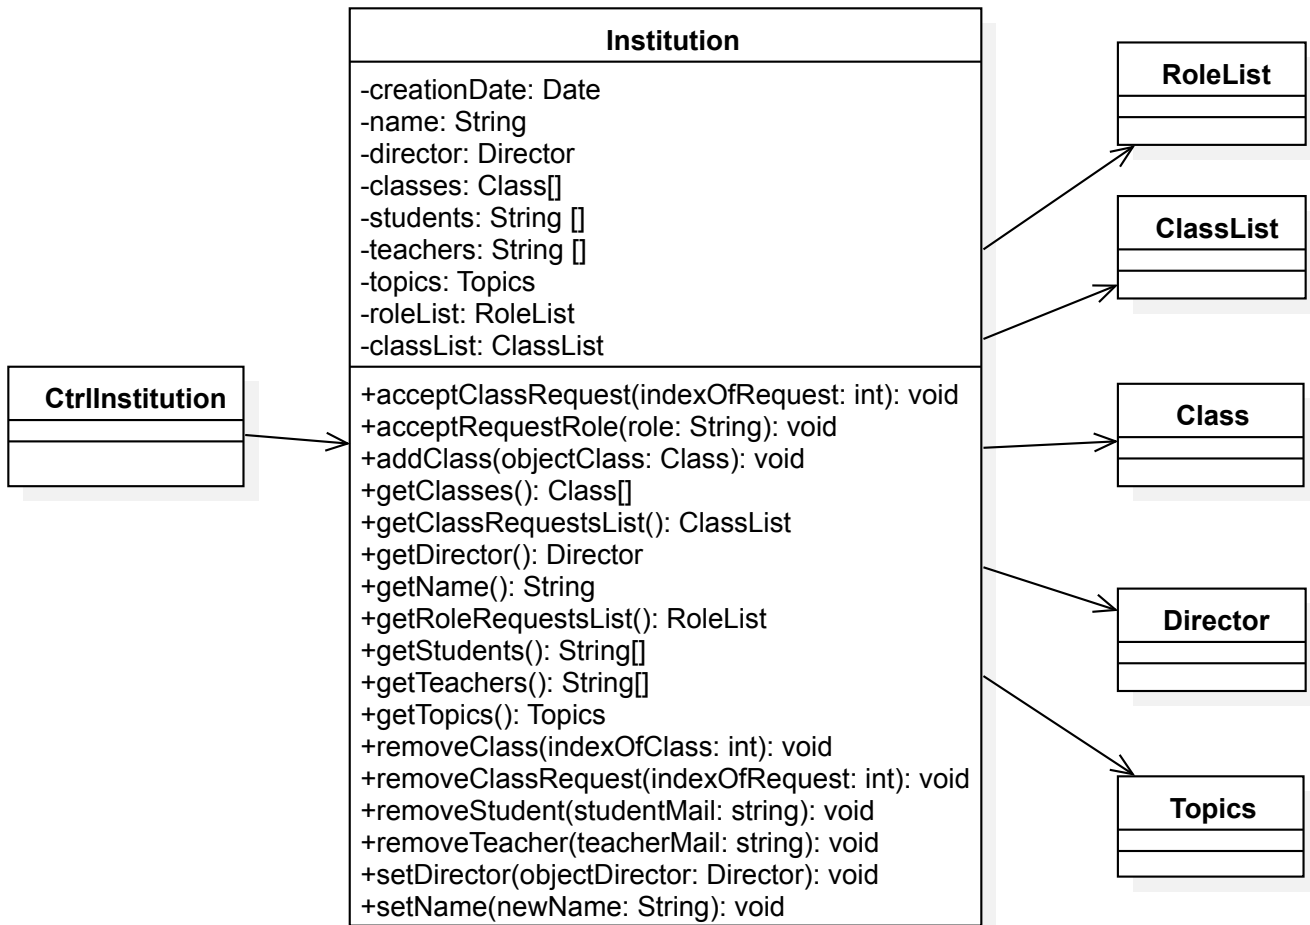 Institution
-creationDate: Date
-name: String
-director: Director
-classes: Class[]
-students: String []
-teachers: String []
-topics: Topics
-roleList: RoleList
-classList: ClassList
+acceptClassRequest(indexOfRequest: int): void
+acceptRequestRole(role: String): void
+addClass(objectClass: Class): void
+getClasses(): Class[]
+getClassRequestsList(): ClassList
+getDirector(): Director
+getName(): String
+getRoleRequestsList(): RoleList
+getStudents(): String[]
+getTeachers(): String[]
+getTopics(): Topics
+removeClass(indexOfClass: int): void
+removeClassRequest(indexOfRequest: int): void
+removeStudent(studentMail: string): void
+removeTeacher(teacherMail: string): void
+setDirector(objectDirector: Director): void
+setName(newName: String): void
CtrlInstitution
RoleList
ClassList
Class
Director
Topics